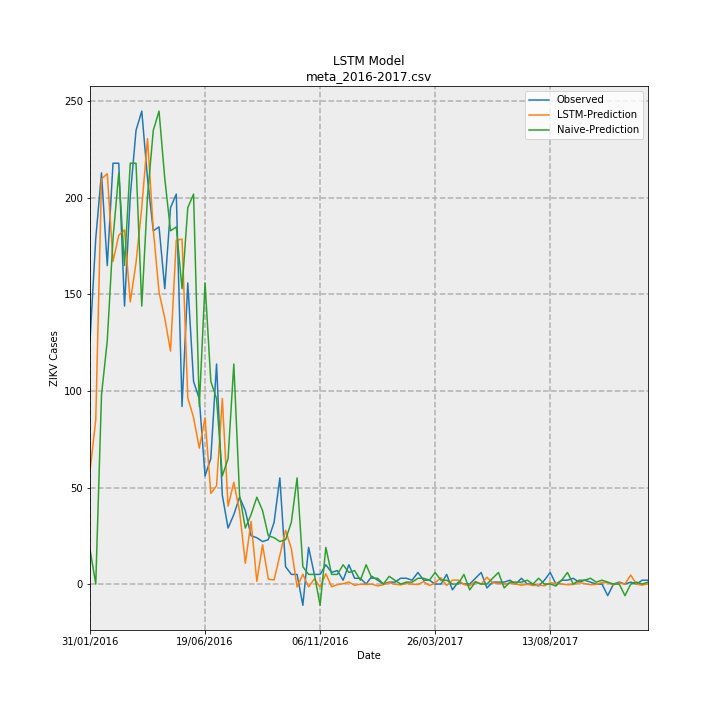 LSTM Model
meta_2016-2017.csv
Observed
LSTM-Prediction
Naive-Prediction
250
200
150
100
50
0
ZIKV Cases
31/01/2016
19/06/2016
06/11/2016
26/03/2017
13/08/2017
Date